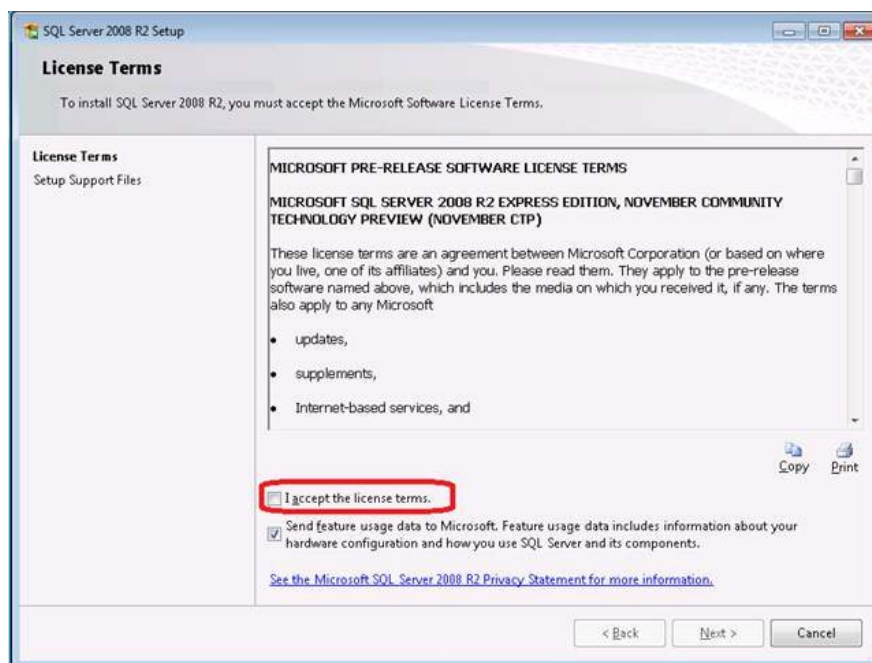 SQL Server 2008 R2 Setup
License Terms
To install SQL Server 2008 R2, you must accept the Microsoft Software License Terms.
License Terms
Setup Support Files
MICROSOFT PRE-RELEASE SOFTWARE LICENSE TERMS
MICROSOFT SQL SERVER 2008 R2 EXPRESS EDITION, NOVEMBER COMMUNITY
TECHNOLOGY PREVIEW (NOVEMBER CTP)
These license terms are an agreement between Microsoft Corporation (or based on where
you live, one of its affiliates) and you. Please read them. They apply to the pre-release
software named above, which includes the media on which you received it, if any. The terms
also apply to any Microsoft
• updates,
• supplements,
• Internet-based services, and
Copy Print
I accept the license terms.
Send feature usage data to Microsoft. Feature usage data includes information about your
hardware configuration and how you use SQL Server and its components.
See the Microsoft SQL Server 2008 R2 Privacy Statement for more information.
< Back Next > Cancel